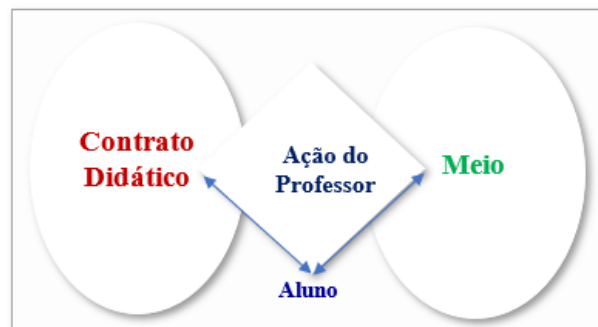 Contrato
Didático
Ação do
Professor
Meio
Aluno